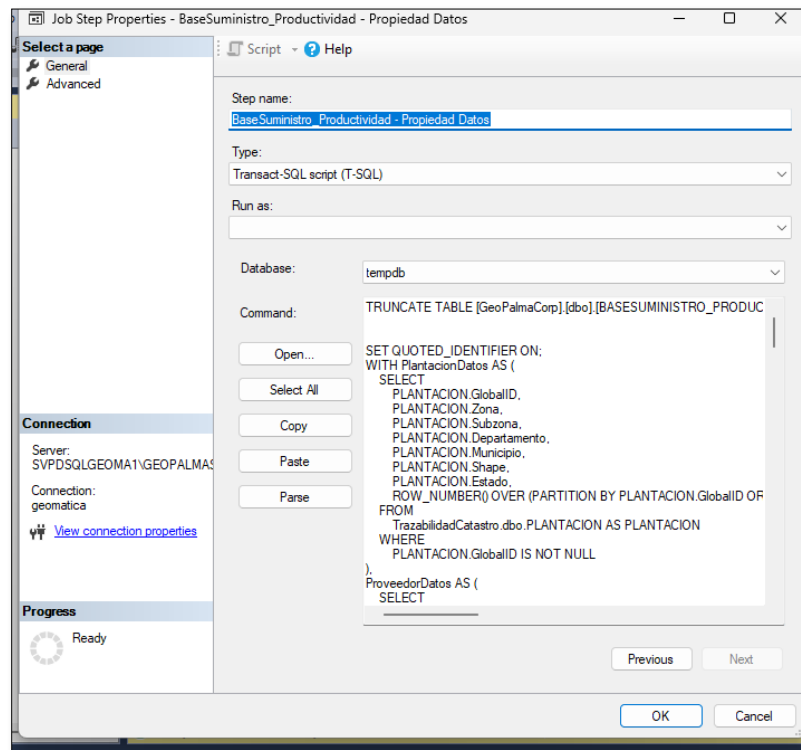 Job Step Properties - BaseSuministro_Productividad - Propiedad Datos
Select a page
General
Advanced
Script
Help
Step name:
BaseSuministro_Productividad - Propiedad Datos
Type:
Transact-SQL script (T-SQL)
Run as:
Database:
tempdb
Command:
Open...
Select All
Copy
Paste
Parse
TRUNCATE TABLE [GeoPalmaCorp].[dbo].[BASESUMINISTRO_PRODUC
SET QUOTED_IDENTIFIER ON;
WITH PlantacionDatos AS (
SELECT
PLANTACION.GlobalID,
PLANTACION.Zona,
PLANTACION.Subzona,
PLANTACION.Departamento,
PLANTACION.Municipio,
PLANTACION.Shape,
PLANTACION.Estado,
ROW_NUMBER() OVER (PARTITION BY PLANTACION.GlobalID OR
FROM
TrazabilidadCatastro.dbo.PLANTACION AS PLANTACION
WHERE
PLANTACION.GlobalID IS NOT NULL
),
ProveedorDatos AS (
SELECT
Connection
Server:
SVPDSQLGEOMA1\GEOPALMAS
Connection:
geomatica
View connection properties
Progress
Ready
Previous
Next
OK
Cancel